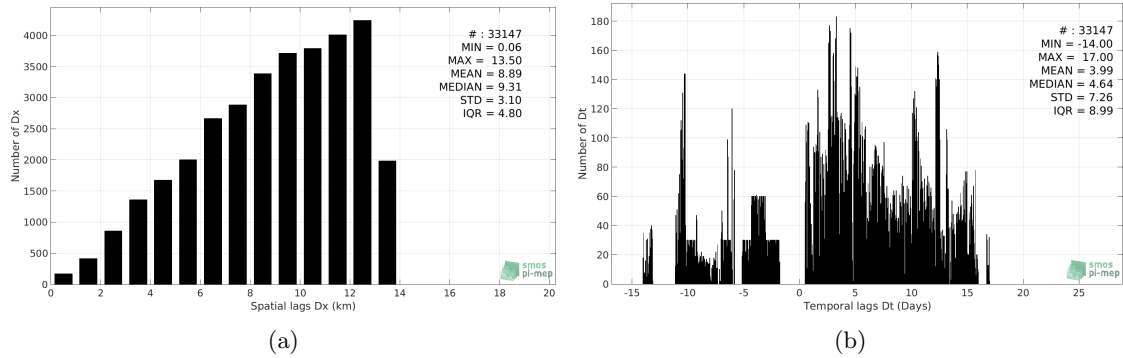 4000
3500
3000
2500
2000
1500
1000
500
0
Number of Dx
# : 33147
MIN = 0.06
MAX = 13.50
MEAN = 8.89
MEDIAN = 9.31
STD = 3.10
IQR = 4.80
smos
pi-mep
0 2 4 6 8 10 12 14 16 18 20
Spatial lags Dx (km)
(a)
180
160
140
120
100
80
60
40
20
0
Number of Dt
# : 33147
MIN = -14.00
MAX = 17.00
MEAN = 3.99
MEDIAN = 4.64
STD = 7.26
IQR = 8.99
smos
pi-mep
-15 -10 -5 0 5 10 15 20 25
Temporal lags Dt (Days)
(b)